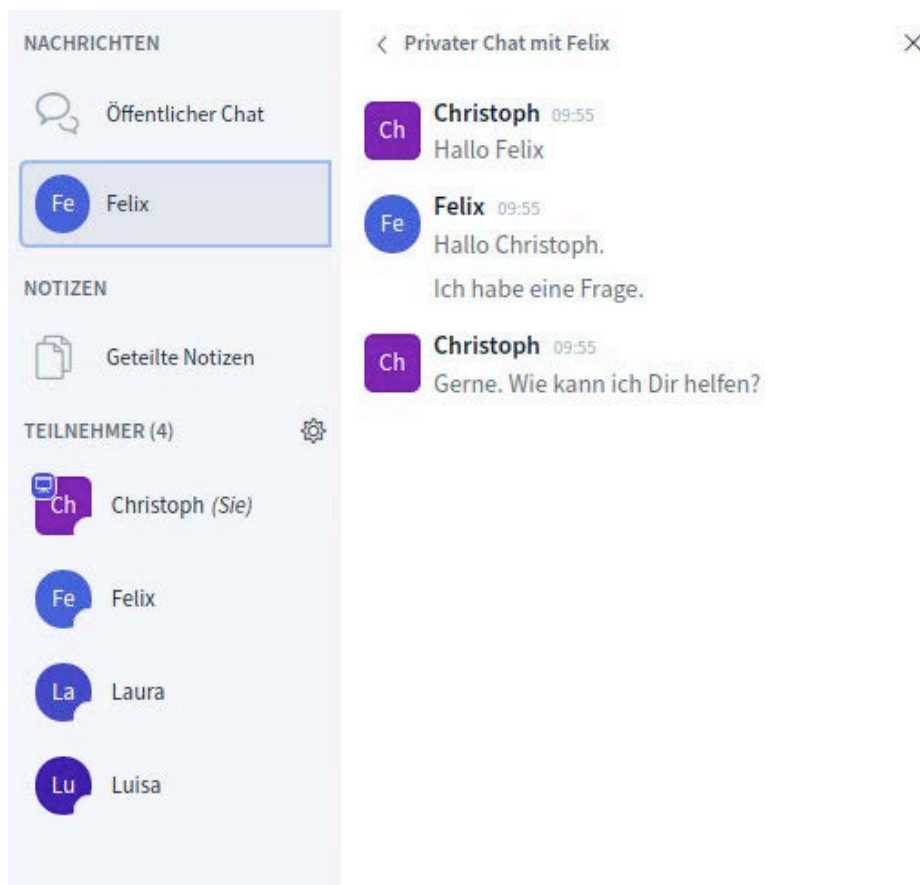 NACHRICHTEN
Öffentlicher Chat
Fe Felix
NOTIZEN
Geteilte Notizen
TEILNEHMER (4)
Ch Christoph (Sie)
Fe Felix
La Laura
Lu Luisa
Privater Chat mit Felix
Ch Christoph 09:55
Hallo Felix
Fe Felix 09:55
Hallo Christoph.
Ich habe eine Frage.
Ch Christoph 09:55
Gerne. Wie kann ich Dir helfen?